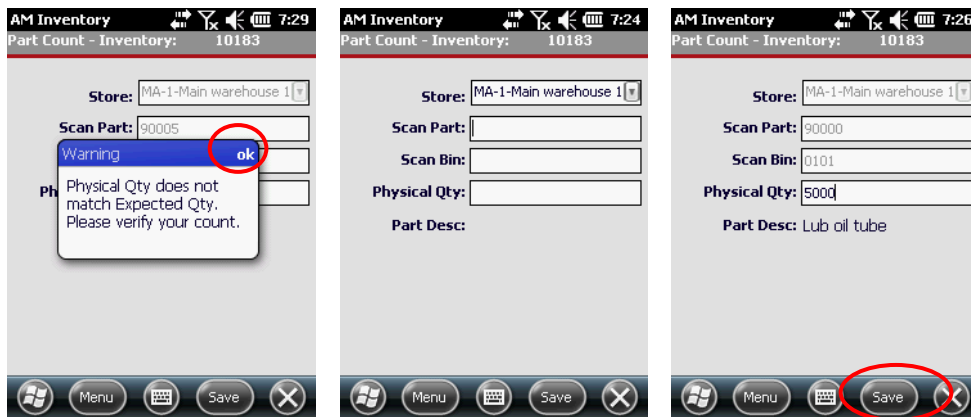 AM Inventory 7:29
Part Count - Inventory: 10183
Store: MA-1-Main warehouse 1
Scan Part: 90005
Warning ok
Ph
Physical Qty does not
match Expected Qty.
Please verify your count.
Menu Save
AM Inventory 7:24
Part Count - Inventory: 10183
Store: MA-1-Main warehouse 1
Scan Part:
Scan Bin:
Physical Qty:
Part Desc:
Menu Save
AM Inventory 7:26
Part Count - Inventory: 10183
Store: MA-1-Main warehouse 1
Scan Part: 90000
Scan Bin: 0101
Physical Qty: 5000
Part Desc: Lub oil tube
Menu Save